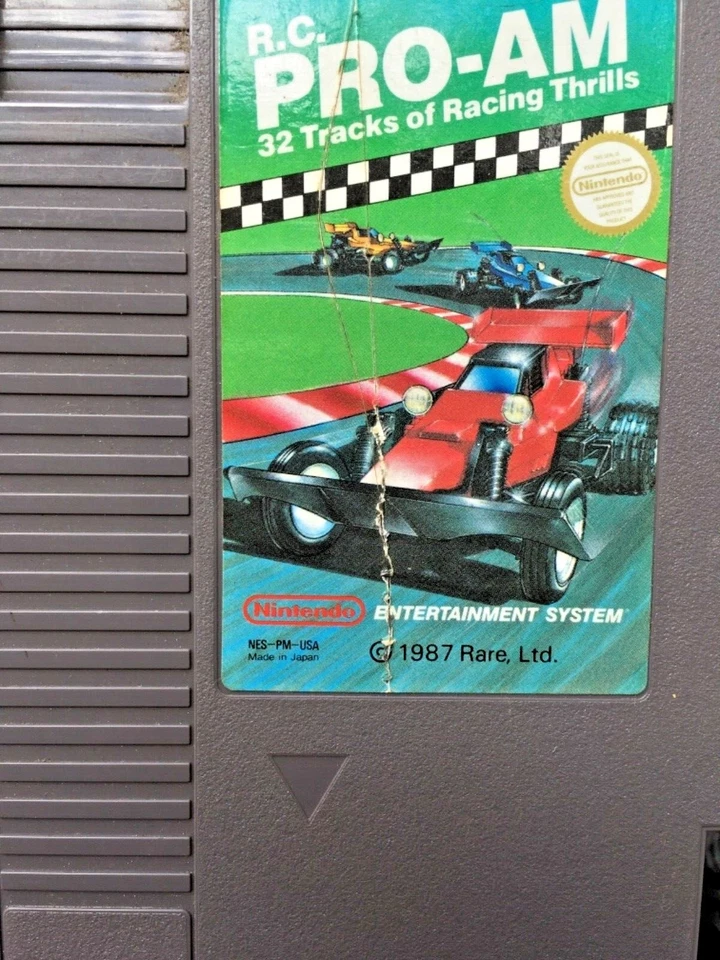 R.C.
PRO-AM
32 Tracks of Racing Thrills
Nintendo
Nintendo ENTERTAINMENT SYSTEM
NES-PM-USA
Made in Japan
© 1987 Rare, Ltd.